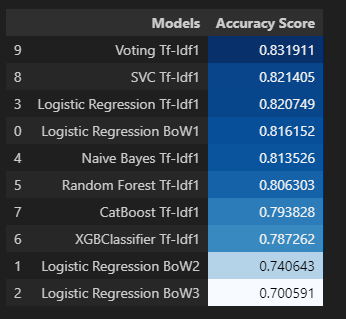 Models Accuracy Score
9 Voting Tf-Idf1 0.831911
8 SVC Tf-Idf1 0.821405
3 Logistic Regression Tf-Idf1 0.820749
0 Logistic Regression BoW1 0.816152
4 Naive Bayes Tf-Idf1 0.813526
5 Random Forest Tf-Idf1 0.806303
7 CatBoost Tf-Idf1 0.793828
6 XGBClassifier Tf-Idf1 0.787262
1 Logistic Regression BoW2 0.740643
2 Logistic Regression BoW3 0.700591